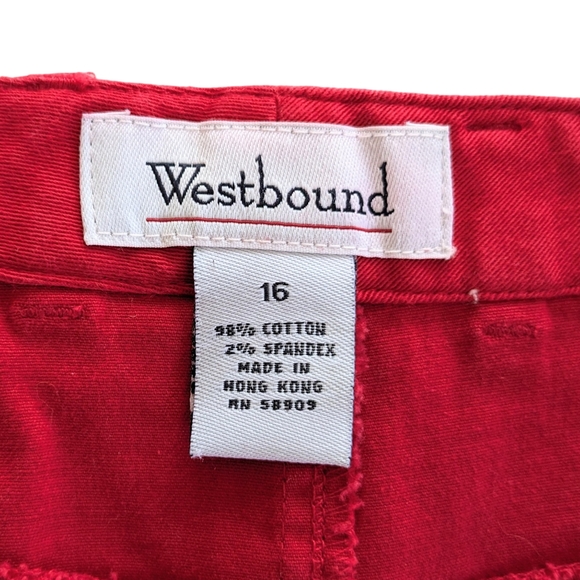 Westbound
16
98% COTTON
2% SPANDEX
MADE IN
HONG KONG
RN 58909